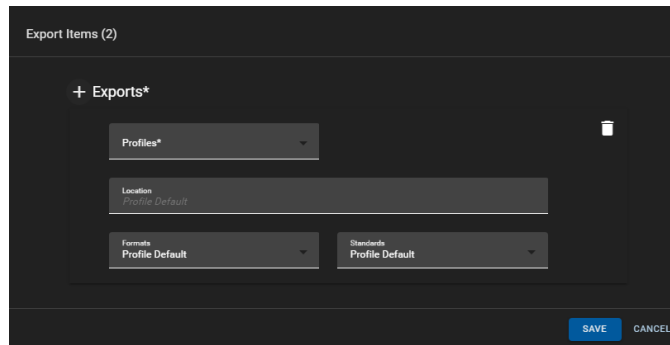 Export Items (2)
+ Exports*
Profiles*
Location
Profile Default
Formats
Profile Default
Standards
Profile Default
SAVE
CANCEL